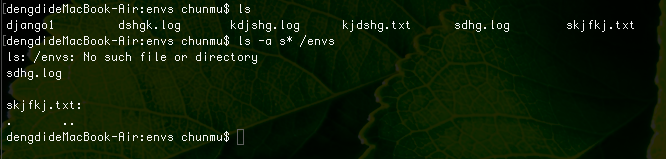 [dengdideMacBook-Air:envs chunmu$ ls
django1 dshgk.log kdjshg.log kjdshg.txt sdhg.log skjfkj.txt
[dengdideMacBook-Air:envs chunmu$ ls -a s* /envs
ls: /envs: No such file or directory
sdhg.log
skjfkj.txt:
. ..
dengdideMacBook-Air:envs chunmu$